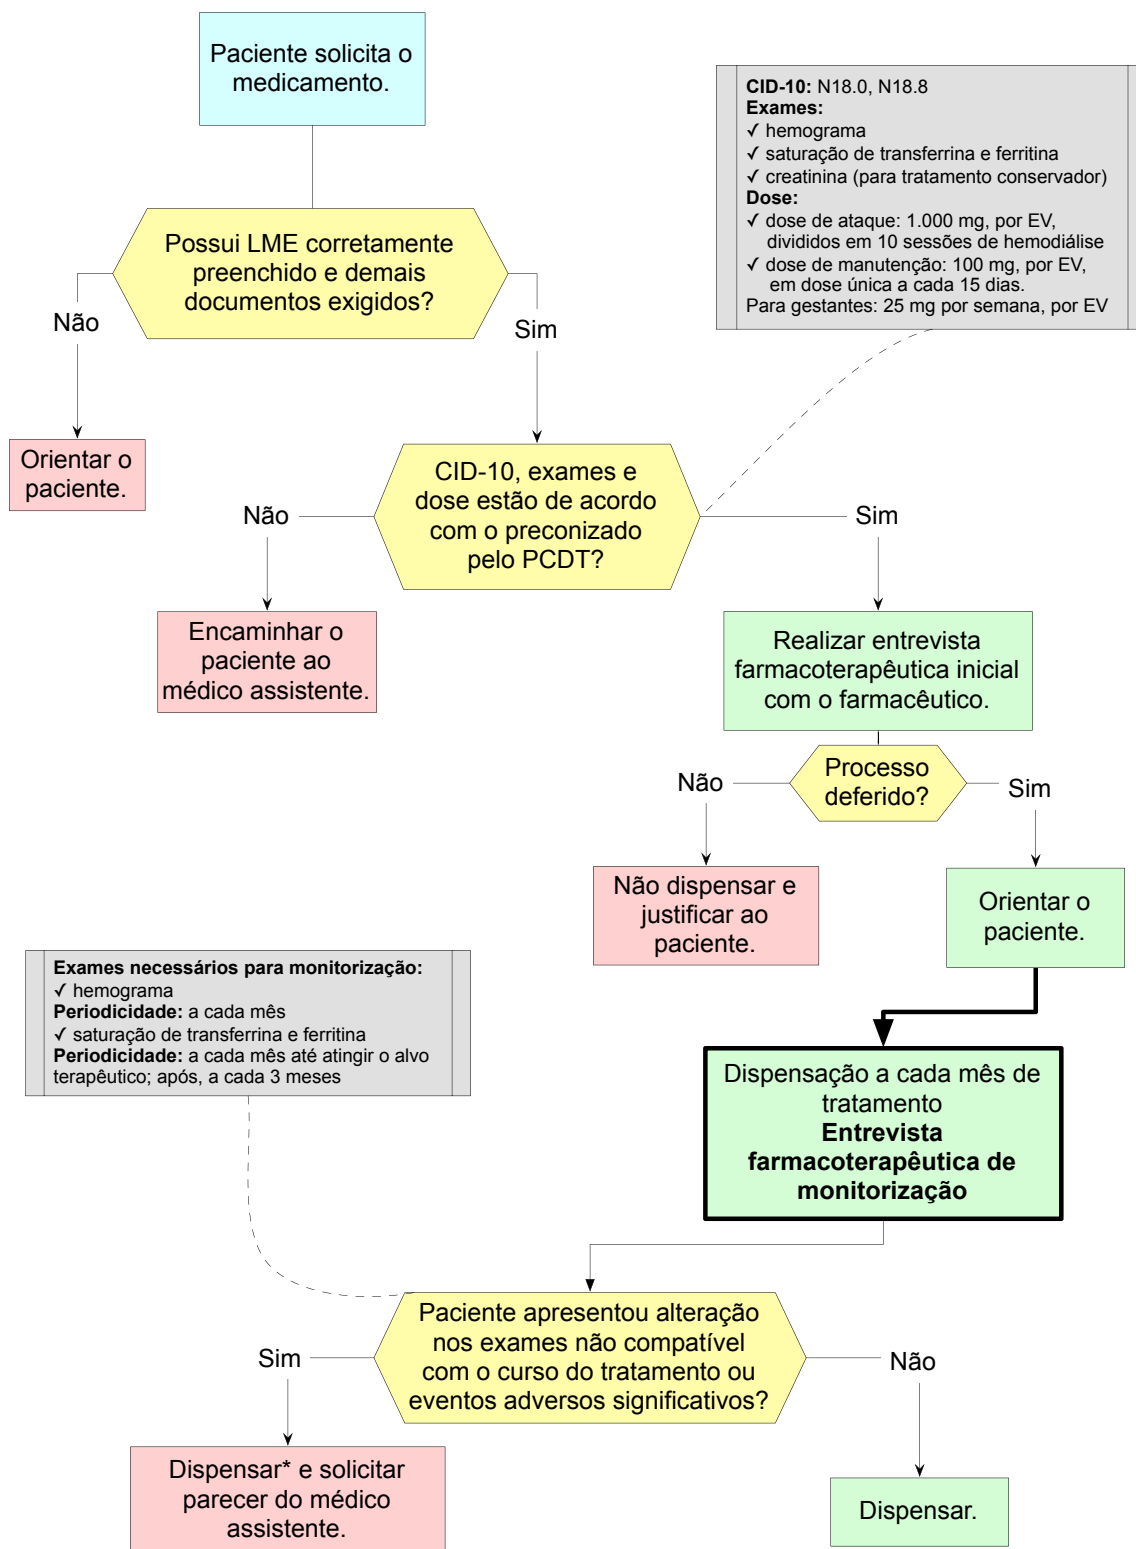 Paciente solicita o
medicamento.
CID-10: N18.0, N18.8
Exames:
✓ hemograma
✓ saturação de transferrina e ferritina
✓ creatinina (para tratamento conservador)
Dose:
✓ dose de ataque: 1.000 mg, por EV,
divididos em 10 sessões de hemodiálise
✓ dose de manutenção: 100 mg, por EV,
em dose única a cada 15 dias.
Para gestantes: 25 mg por semana, por EV
Possui LME corretamente
preenchido e demais
documentos exigidos?
Não
Sim
Orientar o
paciente.
CID-10, exames e
dose estão de acordo
com o preconizado
pelo PCDT?
Não
Sim
Encaminhar o
paciente ao
médico assistente.
Realizar entrevista
farmacoterapêutica inicial
com o farmacêutico.
Processo
deferido?
Não
Sim
Não dispensar e
justificar ao
paciente.
Orientar o
paciente.
Exames necessários para monitorização:
✓ hemograma
Periodicidade: a cada mês
✓ saturação de transferrina e ferritina
Periodicidade: a cada mês até atingir o alvo
terapêutico; após, a cada 3 meses
Dispensação a cada mês de
tratamento
Entrevista
farmacoterapêutica de
monitorização
Paciente apresentou alteração
nos exames não compatível
com o curso do tratamento ou
eventos adversos significativos?
Sim
Não
Dispensar* e solicitar
parecer do médico
assistente.
Dispensar.